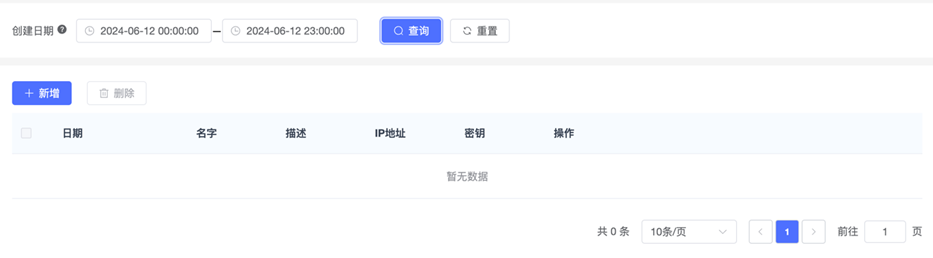 创建日期 ? 2024-06-12 00:00:00 — 2024-06-12 23:00:00 查询 重置
新增 删除
日期 名字 描述 IP地址 密钥 操作
暂无数据
共 0 条 10条/页 1 前往 1 页